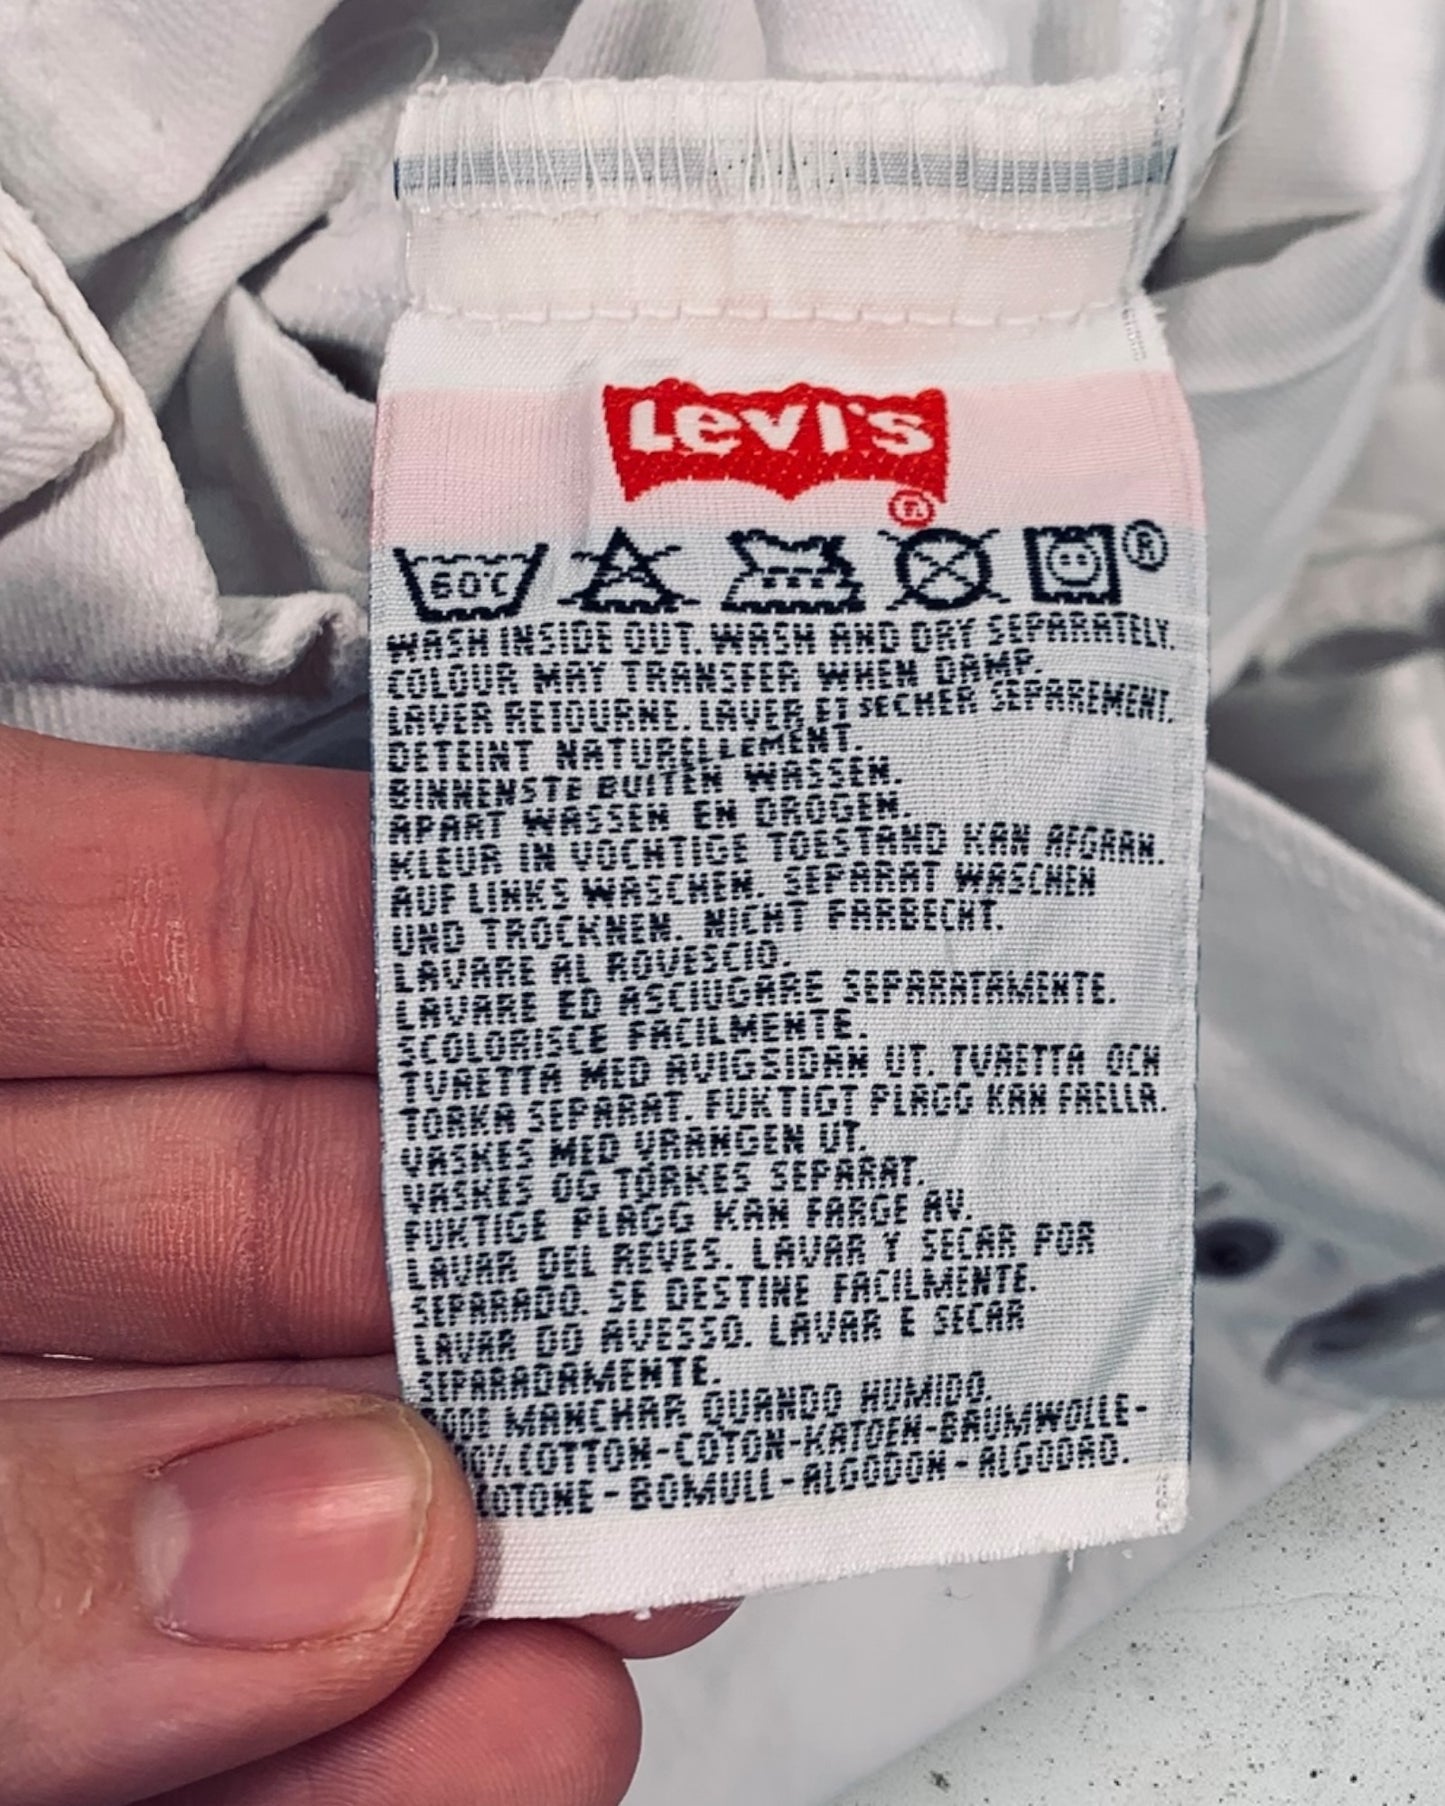 Levi's
®
60°C
®
WASH INSIDE OUT. WASH AND DRY SEPARATELY.
COLOUR MAY TRANSFER WHEN DAMP.
LAVER RETOURNE. LAVER ET SECHER SEPAREMENT.
DETEINT NATURELLEMENT.
BINNENSTE BUITEN WASSEN.
APART WASSEN EN DROGEN.
KLEUR IN VOCHTIGE TOESTAND KAN AFGAAN.
AUF LINKS WASCHEN. SEPARAT WASCHEN
UND TROCKNEN. NICHT FARBECHT.
LAVARE AL ROVESCIO.
LAVARE ED ASCIUGARE SEPARATAMENTE.
SCOLORISCE FACILMENTE.
TVRETTA MED AVIGSIDAN UT. TVRETTA OCH
TORKA SEPARAT. FUKTIGT PLAGG KAN FAELLA.
VASKES MED VRANGEN UT.
VASKES OG TØRKES SEPARAT.
FUKTIGE PLAGG KAN FARGE AV.
LAVAR DEL REVES. LAVAR Y SECAR POR
SEPARADO. SE DESTINE FACILMENTE.
LAVAR DO AVESSO. LAVAR E SECAR
SEPARADAMENTE.
PODE MANCHAR QUANDO HUMIDO.
COTTON-COTON-KATOEN-BAUMWOLLE-
COTONE - BOMULL - ALGODON - ALGODAO.